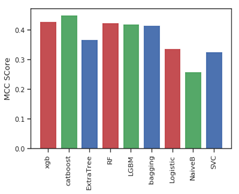 MCC SCore
0.4
0.3
0.2
0.1
0.0
xgb
catboost
ExtraTree
RF
LGBM
bagging
Logistic
NaiveB
SVC